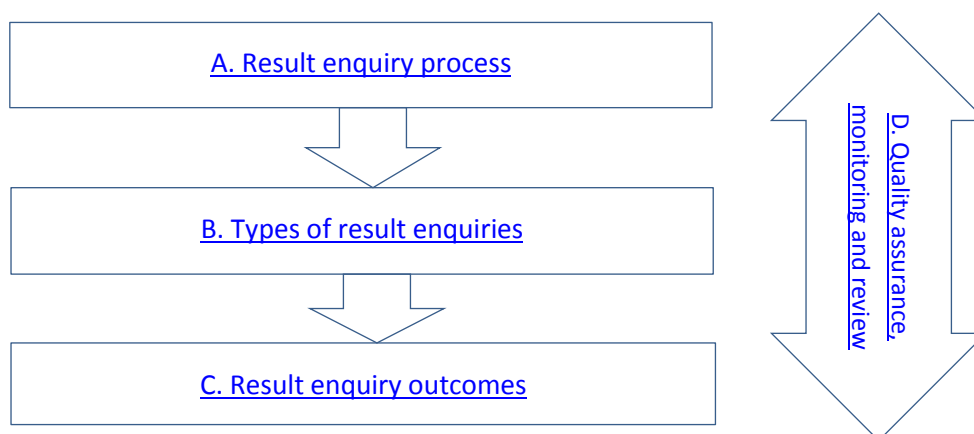 A. Result enquiry process
B. Types of result enquiries
C. Result enquiry outcomes
D. Quality assurance,
monitoring and review